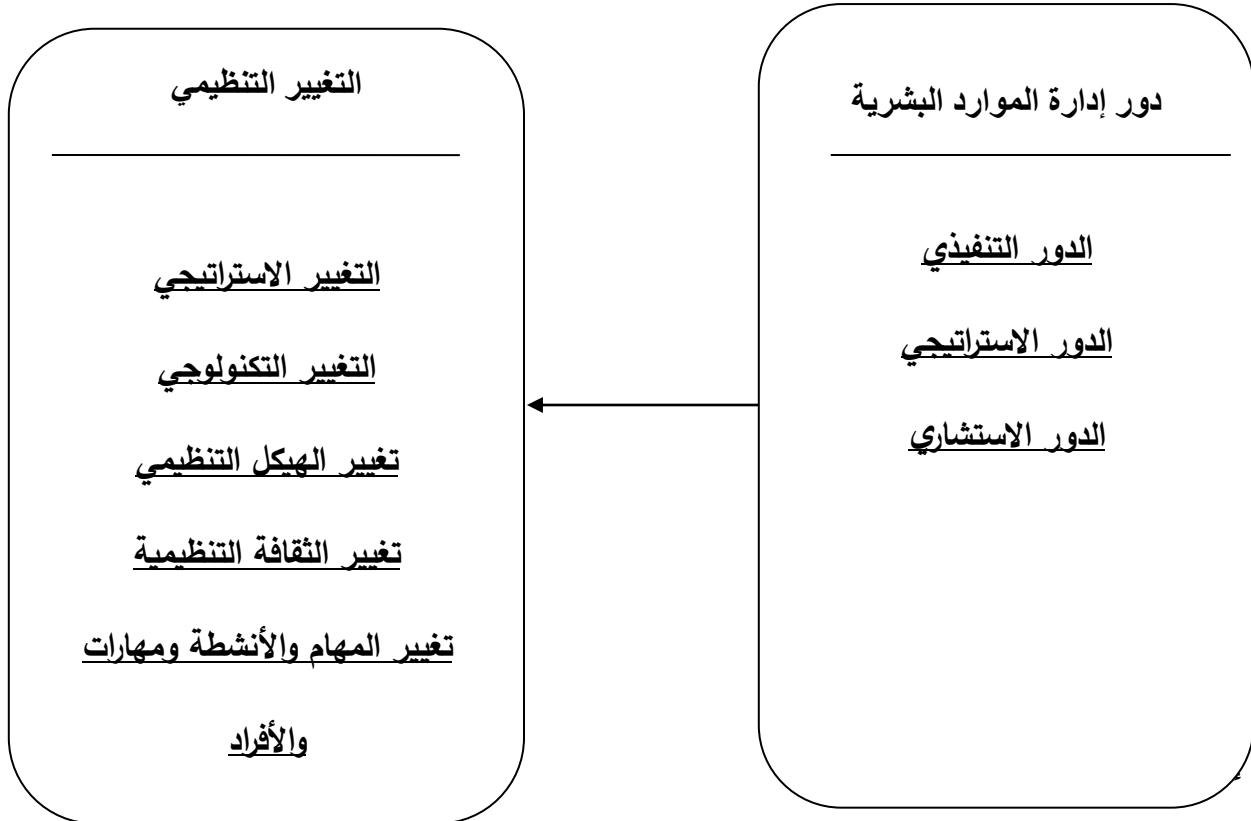 دور إدارة الموارد البشرية
الدور التنفيذي
الدور الاستراتيجي
الدور الاستشاري
التغيير التنظيمي
التغيير الاستراتيجي
التغيير التكنولوجي
تغيير الهيكل التنظيمي
تغيير الثقافة التنظيمية
تغيير المهام والأنشطة ومهارات
والأفراد